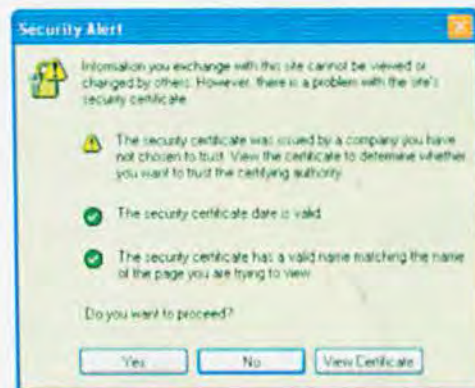 Security Alert
Information you exchange with this site cannot be viewed or
changed by others. However, there is a problem with the site's
security certificate.
The security certificate was issued by a company you have
not chosen to trust. View the certificate to determine whether
you want to trust the certifying authority.
The security certificate date is valid.
The security certificate has a valid name matching the name
of the page you are trying to view.
Do you want to proceed?
Yes
No
View Certificate